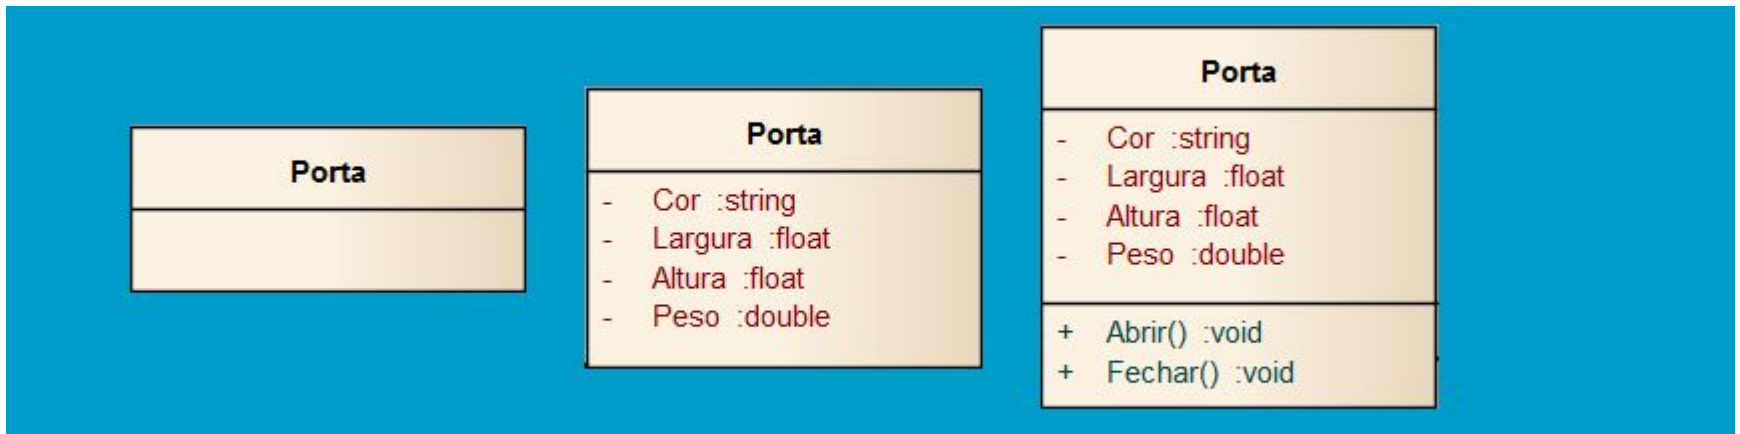 Porta
Porta
- Cor :string
- Largura :float
- Altura :float
- Peso :double
Porta
- Cor :string
- Largura :float
- Altura :float
- Peso :double
+ Abrir() :void
+ Fechar() :void